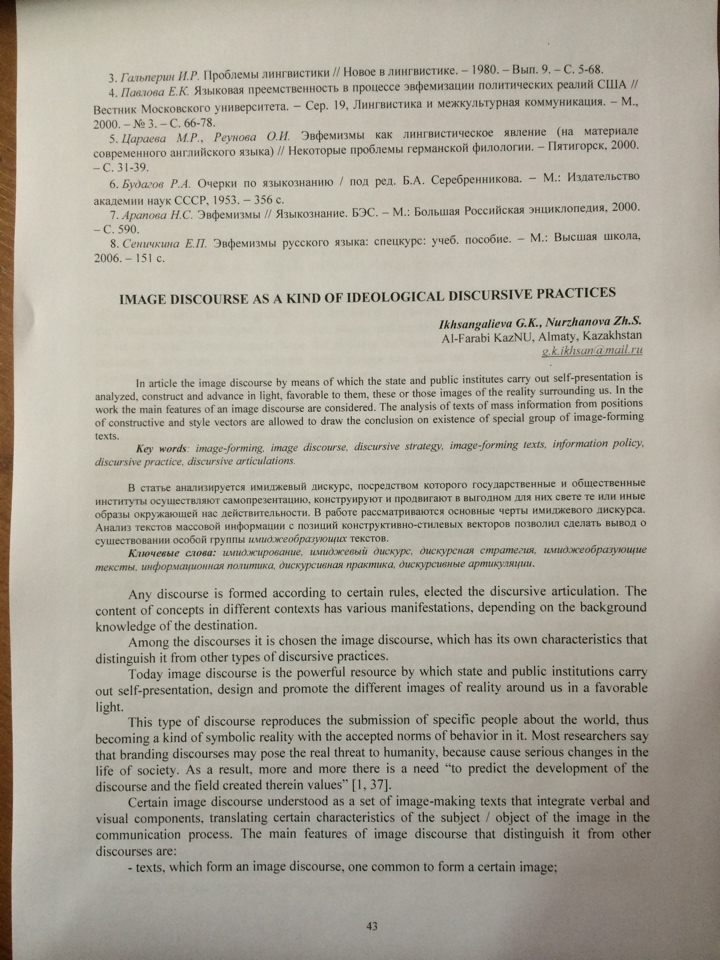 3. Гальперин И.Р. Проблемы лингвистики // Новое в лингвистике. – 1980. – Вып. 9. – С. 5-68.
4. Павлова Е.К. Языковая преемственность в процессе эвфемизации политических реалий США //
Вестник Московского университета. – Сер. 19, Лингвистика и межкультурная коммуникация. – М.,
2000. – № 3. – С. 66-78.
5. Цараева М.Р., Реунова О.И. Эвфемизмы как лингвистическое явление (на материале
современного английского языка) // Некоторые проблемы германской филологии. – Пятигорск, 2000.
– С. 31-39.
6. Будагов Р.А. Очерки по языкознанию / под ред. Б.А. Серебренникова. – М.: Издательство
академии наук СССР, 1953. – 356 с.
7. Арапова Н.С. Эвфемизмы // Языкознание. БЭС. – М.: Большая Российская энциклопедия, 2000.
– С. 590.
8. Сеничкина Е.П. Эвфемизмы русского языка: спецкурс: учеб. пособие. – М.: Высшая школа,
2006. – 151 с.
IMAGE DISCOURSE AS A KIND OF IDEOLOGICAL DISCURSIVE PRACTICES
Ikhsangalieva G.K., Nurzhanova Zh.S.
Al-Farabi KazNU, Almaty, Kazakhstan
g.k.ikhsan@mail.ru
In article the image discourse by means of which the state and public institutes carry out self-presentation is
analyzed, construct and advance in light, favorable to them, these or those images of the reality surrounding us. In the
work the main features of an image discourse are considered. The analysis of texts of mass information from positions
of constructive and style vectors are allowed to draw the conclusion on existence of special group of image-forming
texts.
Key words: image-forming, image discourse, discursive strategy, image-forming texts, information policy,
discursive practice, discursive articulations.
В статье анализируется имиджевый дискурс, посредством которого государственные и общественные
институты осуществляют самопрезентацию, конструируют и продвигают в выгодном для них свете те или иные
образы окружающей нас действительности. В работе рассматриваются основные черты имиджевого дискурса.
Анализ текстов массовой информации с позиций конструктивно-стилевых векторов позволил сделать вывод о
существовании особой группы имиджеобразующих текстов.
Ключевые слова: имиджирование, имиджевый дискурс, дискурсная стратегия, имиджеобразующие
тексты, информационная политика, дискурсивная практика, дискурсивные артикуляции.
Any discourse is formed according to certain rules, elected the discursive articulation. The
content of concepts in different contexts has various manifestations, depending on the background
knowledge of the destination.
Among the discourses it is chosen the image discourse, which has its own characteristics that
distinguish it from other types of discursive practices.
Today image discourse is the powerful resource by which state and public institutions carry
out self-presentation, design and promote the different images of reality around us in a favorable
light.
This type of discourse reproduces the submission of specific people about the world, thus
becoming a kind of symbolic reality with the accepted norms of behavior in it. Most researchers say
that branding discourses may pose the real threat to humanity, because cause serious changes in the
life of society. As a result, more and more there is a need “to predict the development of the
discourse and the field created therein values” [1, 37].
Certain image discourse understood as a set of image-making texts that integrate verbal and
visual components, translating certain characteristics of the subject / object of the image in the
communication process. The main features of image discourse that distinguish it from other
discourses are:
- texts, which form an image discourse, one common to form a certain image;
43